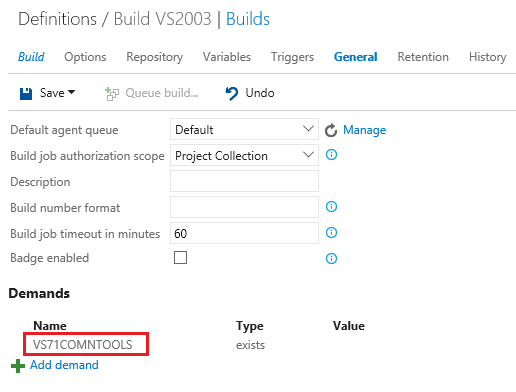 Definitions / Build VS2003 | Builds
Build Options Repository Variables Triggers General Retention History
Save Queue build... Undo
Default agent queue Default Manage
Build job authorization scope Project Collection
Description
Build number format
Build job timeout in minutes 60
Badge enabled
Demands
Name Type Value
VS71COMNTOOLS exists
Add demand